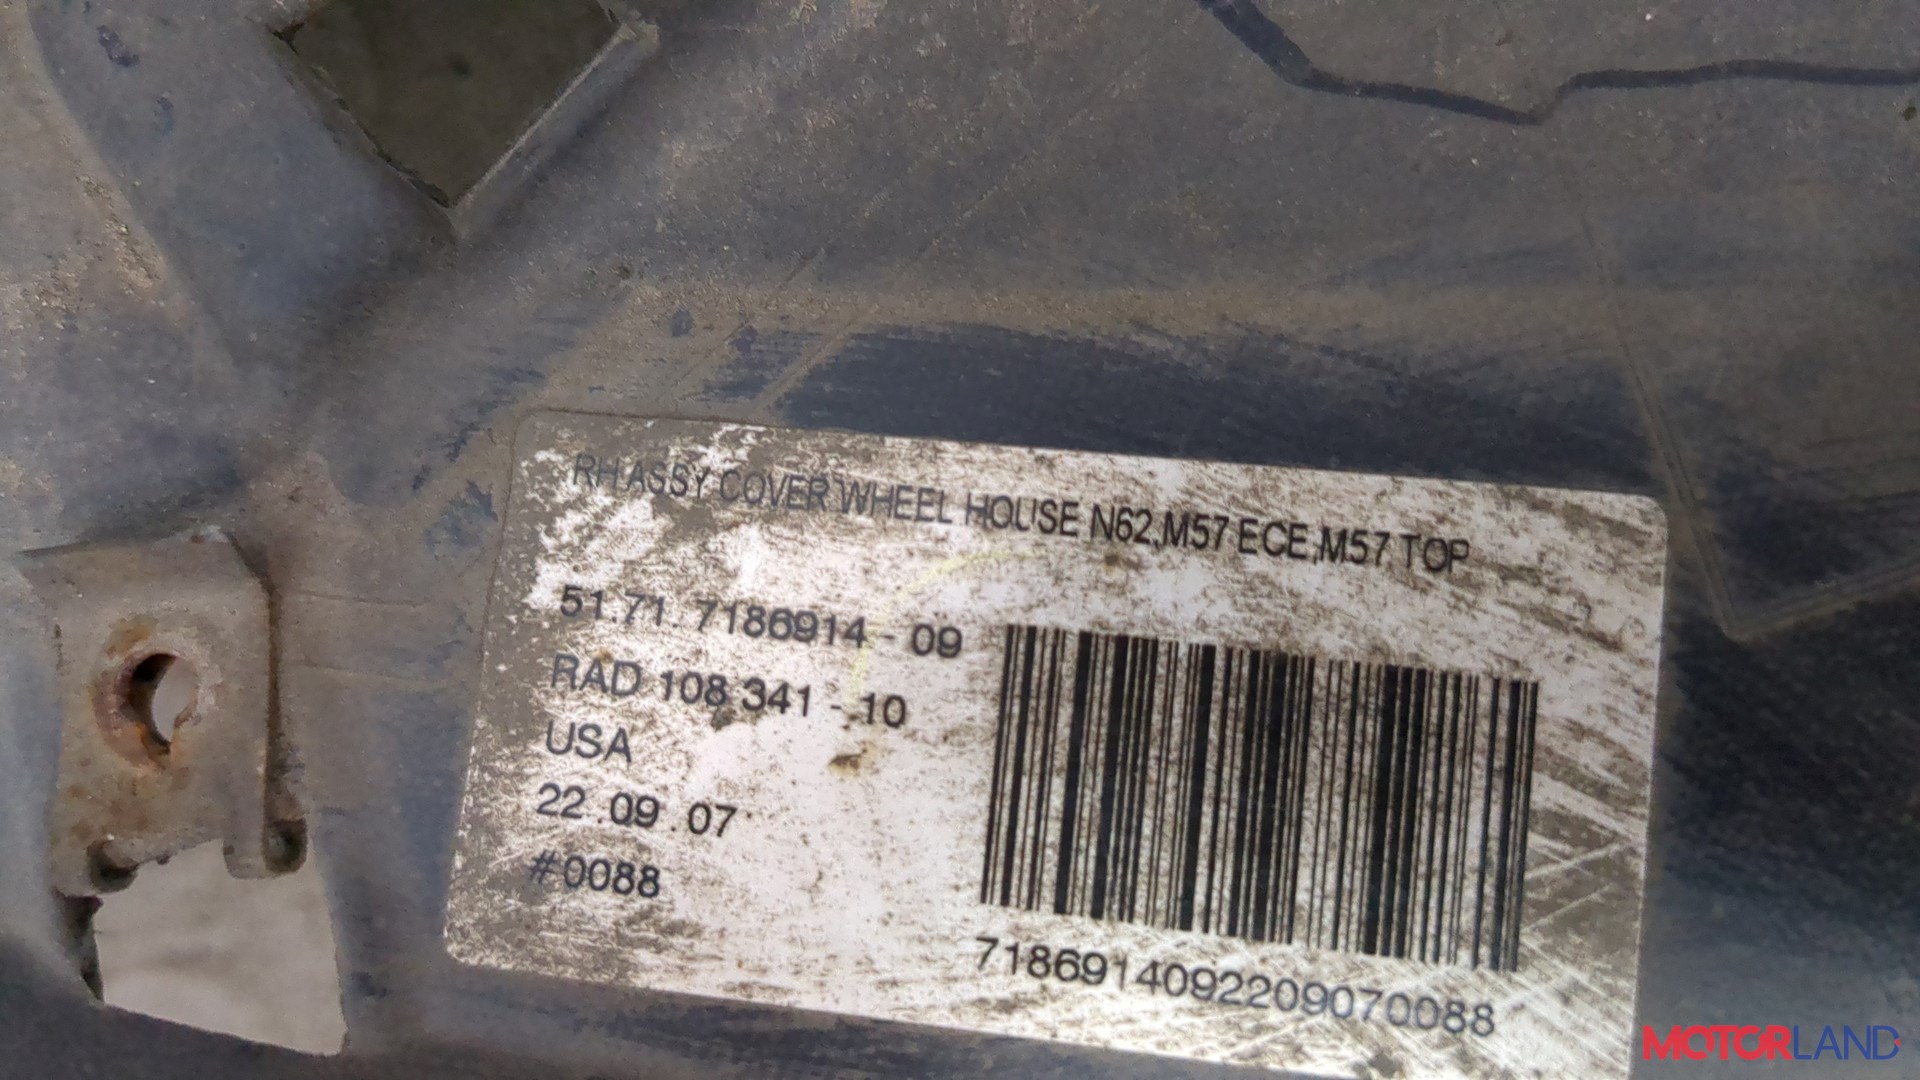 RH ASSY COVER WHEEL HOUSE N62,M57 ECE,M57 TOP
51.71. 7186914 - 09
RAD 108 341 - 10
USA
22 .09 .07
#0088
7186914092209070088
MOTORLAND